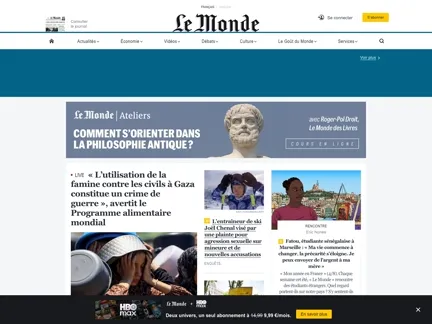 Français
Consulter
le journal
Le Monde
Se connecter
S'abonner
Actualités
Économie
Vidéos
Débats
Culture
Le Goût du Monde
Services
Voir plus
Le Monde | Ateliers
COMMENT S'ORIENTER DANS
LA PHILOSOPHIE ANTIQUE ?
avec Roger-Pol Droit,
Le Monde des Livres
COURS EN LIGNE
LIVE « L'utilisation de la
famine contre les civils à Gaza
constitue un crime de
guerre », avertit le
Programme alimentaire
mondial
L'entraîneur de ski
Joël Chenal visé par
une plainte pour
agression sexuelle sur
mineure et de
nouvelles accusations
ENQUÊTE
RENCONTRE
Fatou, étudiante sénégalaise à
Marseille : « Ma vie commence à
changer, la précarité s'éloigne. Je
peux envoyer de l'argent à ma
mère »
HBO
max
Le Monde + HBO max
Deux univers, un seul abonnement à 14,99 9,99 €/mois.
En savoir plus